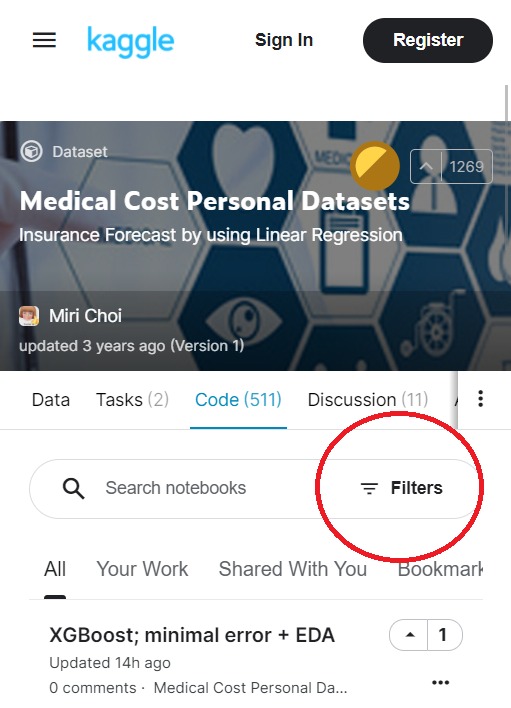 kaggle Sign In Register
Dataset
MEDIC
1269
Medical Cost Personal Datasets
Insurance Forecast by using Linear Regression
Miri Choi
updated 3 years ago (Version 1)
Data Tasks (2) Code (511) Discussion (11)
Search notebooks Filters
All Your Work Shared With You Bookmark
XGBoost; minimal error + EDA 1
Updated 14h ago
0 comments · Medical Cost Personal Da...